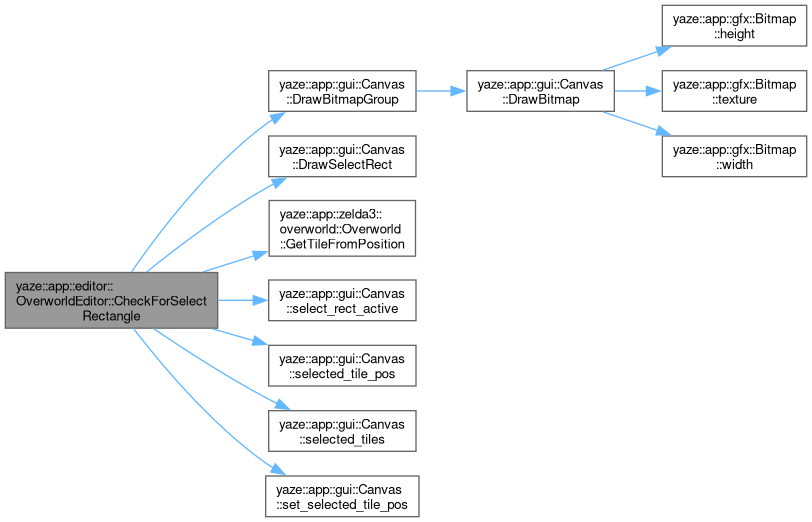 yaze::app::editor::
OverworldEditor::CheckForSelect
Rectangle
yaze::app::gui::Canvas
::DrawBitmapGroup
yaze::app::gui::Canvas
::DrawBitmap
yaze::app::gfx::Bitmap
::height
yaze::app::gfx::Bitmap
::texture
yaze::app::gfx::Bitmap
::width
yaze::app::gui::Canvas
::DrawSelectRect
yaze::app::zelda3::
overworld::Overworld
::GetTileFromPosition
yaze::app::gui::Canvas
::select_rect_active
yaze::app::gui::Canvas
::selected_tile_pos
yaze::app::gui::Canvas
::selected_tiles
yaze::app::gui::Canvas
::set_selected_tile_pos